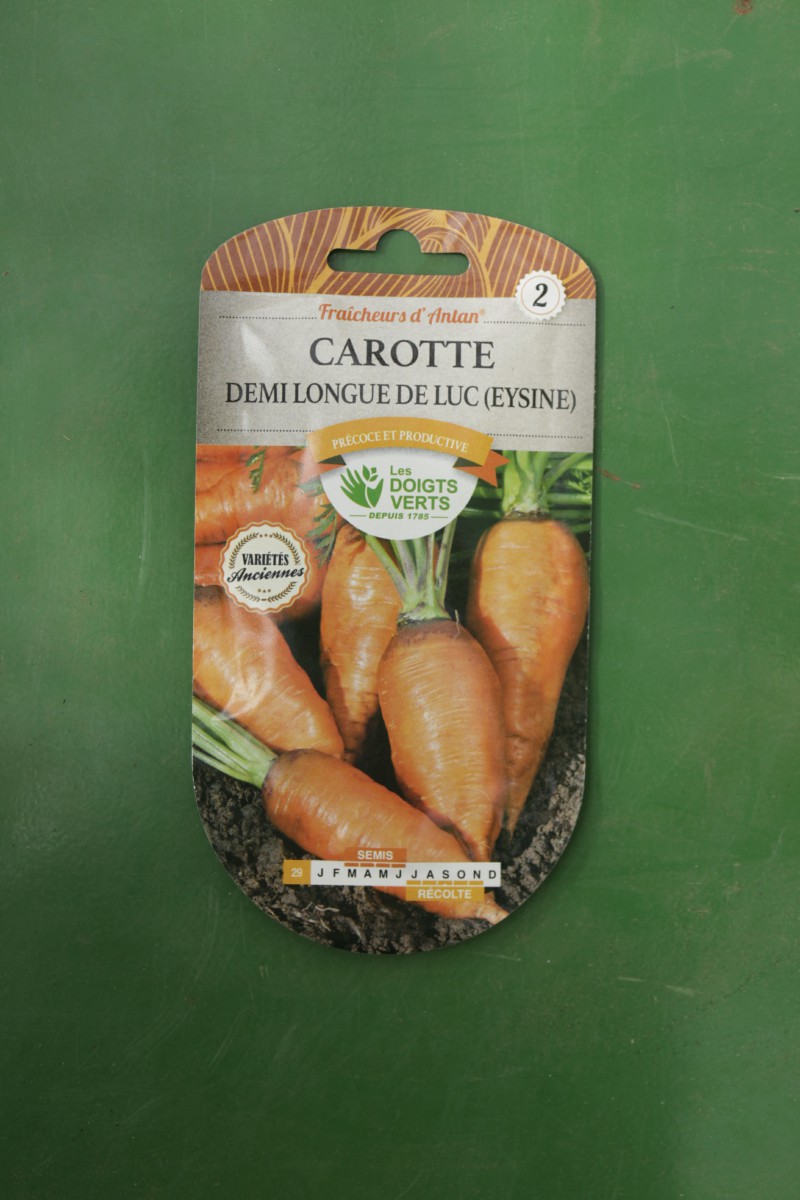 2
Fraîcheurs d'Antan®
CAROTTE
DEMI LONGUE DE LUC (EYSINE)
PRÉCOCE ET PRODUCTIVE
Les
DOIGTS
VERTS
DEPUIS 1785
VARIÉTÉS
Anciennes
SEMIS
29 J F M A M J J A S O N D
RÉCOLTE